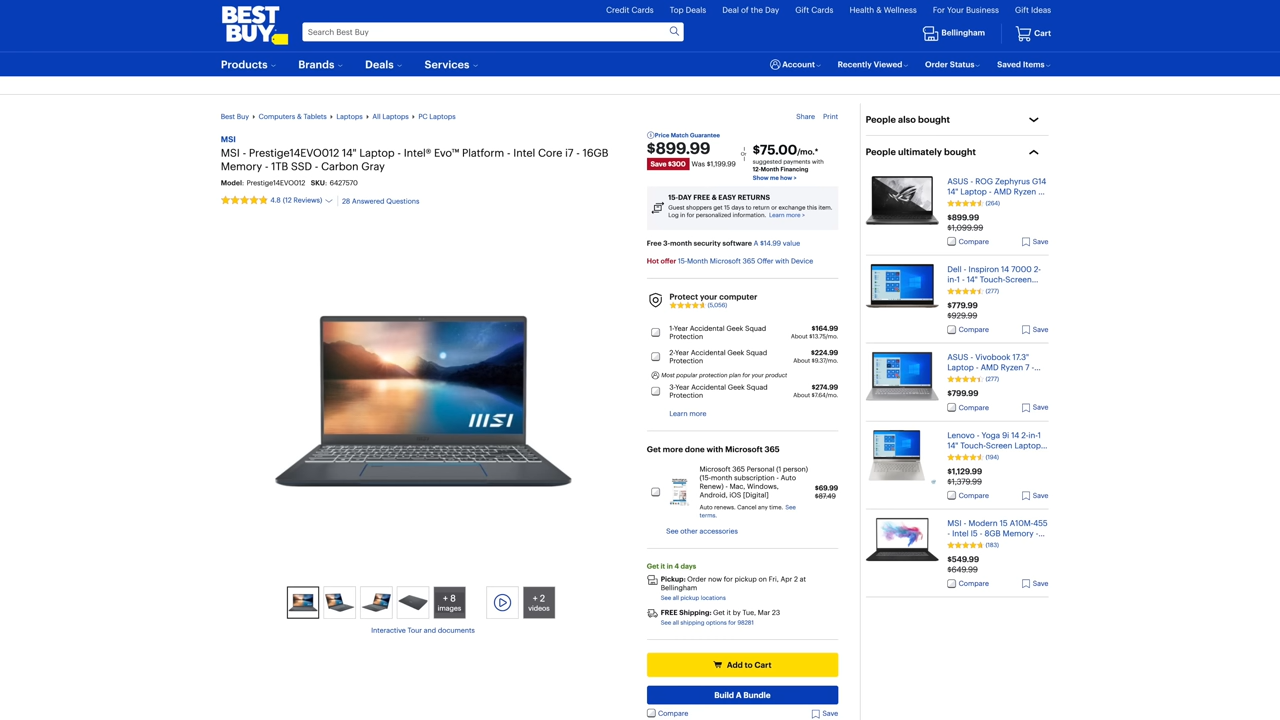 Credit Cards Top Deals Deal of the Day Gift Cards Health & Wellness For Your Business Gift Ideas
BEST BUY
Search Best Buy
Bellingham
Cart
Products Brands Deals Services
Account Recently Viewed Order Status Saved Items
Best Buy Computers & Tablets Laptops All Laptops PC Laptops
Share Print
MSI
MSI - Prestige14EVO012 14" Laptop - Intel® Evo™ Platform - Intel Core i7 - 16GB
Memory - 1TB SSD - Carbon Gray
Model: Prestige14EVO012 SKU: 6427570
4.8 (12 Reviews) 28 Answered Questions
msi
+ 8
images
+ 2
videos
Interactive Tour and documents
Price Match Guarantee
$899.99
Save $300 Was $1,199.99
or
$75.00/mo.*
suggested payments with
12-Month Financing
Show me how >
15-DAY FREE & EASY RETURNS
Guest shoppers get 15 days to return or exchange this item.
Log in for personalized information. Learn more >
Free 3-month security software A $14.99 value
Hot offer 15-Month Microsoft 365 Offer with Device
Protect your computer
(5,056)
1-Year Accidental Geek Squad
Protection
$164.99
About $13.75/mo.
2-Year Accidental Geek Squad
Protection
$224.99
About $9.37/mo.
Most popular protection plan for your product
3-Year Accidental Geek Squad
Protection
$274.99
About $7.64/mo.
Learn more
Get more done with Microsoft 365
Microsoft 365 Personal (1 person)
(15-month subscription - Auto
Renew) - Mac, Windows,
Android, iOS [Digital]
$69.99
$87.49
Auto renews. Cancel any time. See
terms.
See other accessories
Get it in 4 days
Pickup: Order now for pickup on Fri, Apr 2 at
Bellingham
See all pickup locations
FREE Shipping: Get it by Tue, Mar 23
See all shipping options for 98281
Add to Cart
Build A Bundle
Compare Save
People also bought
People ultimately bought
ASUS - ROG Zephyrus G14
14" Laptop - AMD Ryzen ...
(264)
$899.99
$1,099.99
Compare Save
Dell - Inspiron 14 7000 2-
in-1 - 14" Touch-Screen...
(277)
$779.99
$929.99
Compare Save
ASUS - Vivobook 17.3"
Laptop - AMD Ryzen 7 -...
(277)
$799.99
Compare Save
Lenovo - Yoga 9i 14 2-in-1
14" Touch-Screen Laptop...
(194)
$1,129.99
$1,379.99
Compare Save
MSI - Modern 15 A10M-455
- Intel I5 - 8GB Memory -...
(183)
$549.99
$649.99
Compare Save